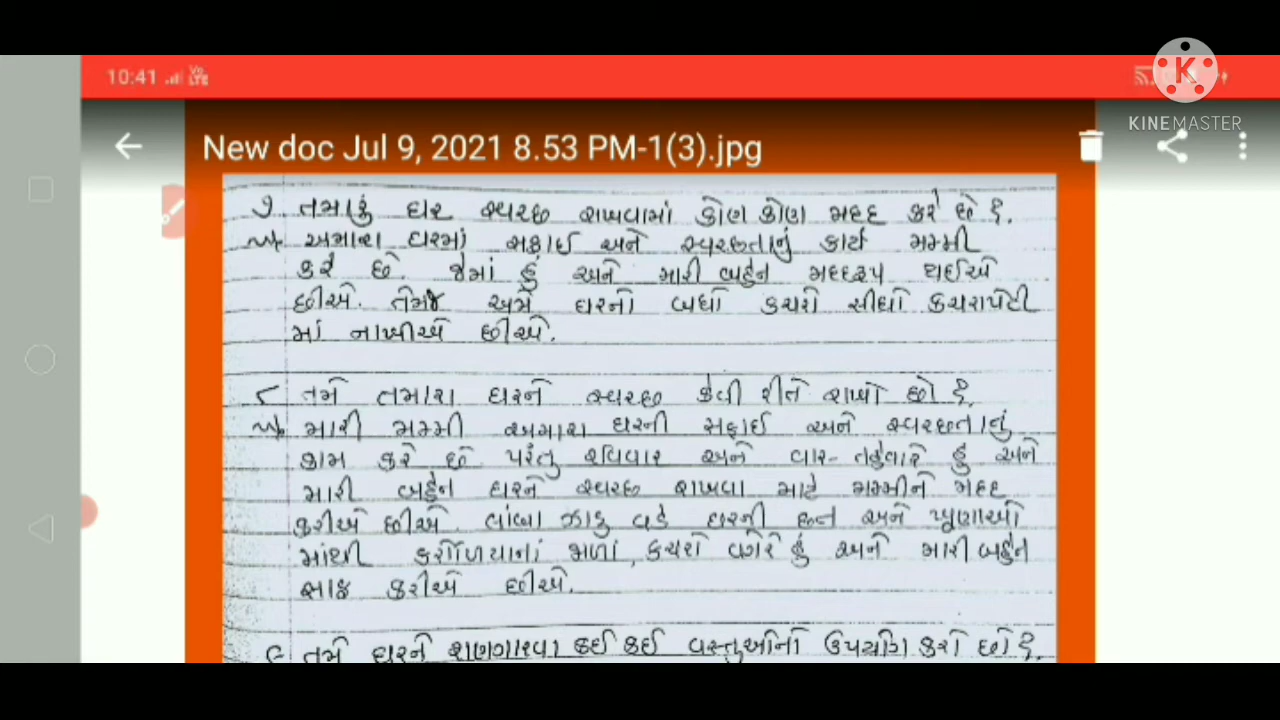 10:41
KINEMASTER
New doc Jul 9, 2021 8.53 PM-1(3).jpg
૭ તમારું ઘર સ્વચ્છ રાખવામાં કોણ કોણ મદદ કરે છે ?
અમારા ઘરમાં સફાઈ અને સ્વચ્છતાનું કાર્ય મમ્મી
કરે છે. જેમાં હું અને મારી બહેન મદદરૂપ થઈએ
છીએ. તેમજ અમે ઘરનો બધો કચરો સીધો કચરાપેટી
માં નાખીએ છીએ.
૮ તમે તમારા ઘરને સ્વચ્છ કેવી રીતે રાખો છો ?
મારી મમ્મી અમારા ઘરની સફાઈ અને સ્વચ્છતાનું
કામ કરે છે પરંતુ રવિવાર અને વાર-તહેવારે હું અને
મારી બહેન ઘરને સ્વચ્છ રાખવા માટે મમ્મીને મદદ
કરીએ છીએ. લાંબા ઝાડુ વડે ઘરની છત અને ખૂણાઓ
માંથી કરોળિયાનાં જાળાં, કચરો વગેરે હું અને મારી બહેન
સાફ કરીએ છીએ.
૯ તમે ઘરને શણગારવા કઈ કઈ વસ્તુઓનો ઉપયોગ કરો છો ?